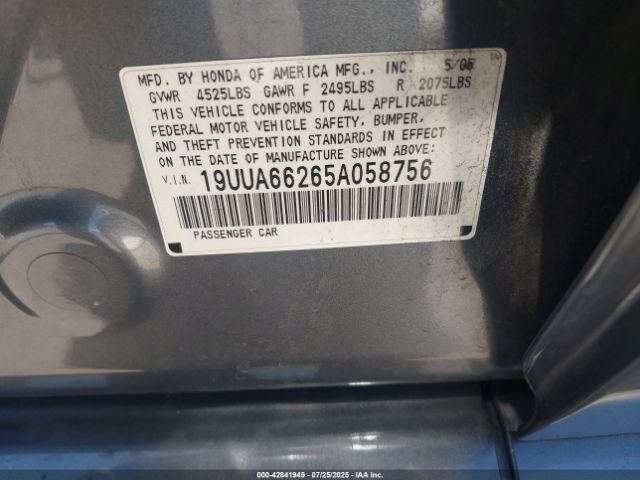 MFD. BY HONDA OF AMERICA MFG., INC. 5/05
GVWR 4525LBS GAWR F 2495LBS R 2075LBS
THIS VEHICLE CONFORMS TO ALL APPLICABLE
FEDERAL MOTOR VEHICLE SAFETY, BUMPER,
AND THEFT PREVENTION STANDARDS IN EFFECT
ON THE DATE OF MANUFACTURE SHOWN ABOVE:
V.I.N. 19UUA66265A058756
PASSENGER CAR
© IAA-42841949 | 07/25/2025 | IAAI.COM